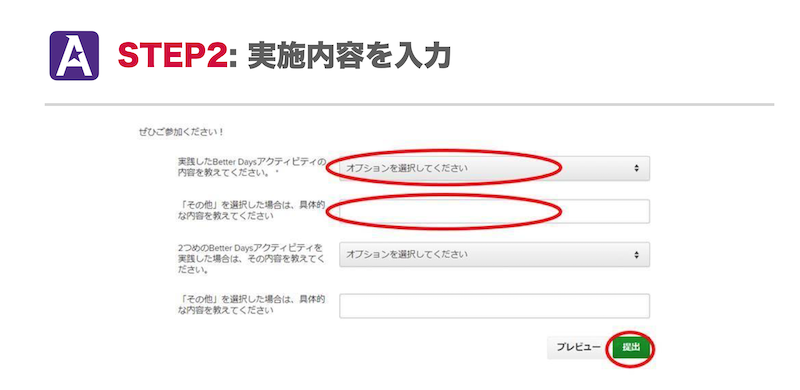 STEP2: 実施内容を入力
ぜひご参加ください！
実践したBetter Daysアクティビティの
内容を教えてください。 *
オプションを選択してください
「その他」を選択した場合は、具体的
な内容を教えてください
2つめのBetter Daysアクティビティを
実践した場合は、その内容を教えてく
ださい。
オプションを選択してください
「その他」を選択した場合は、具体的
な内容を教えてください
プレビュー
提出